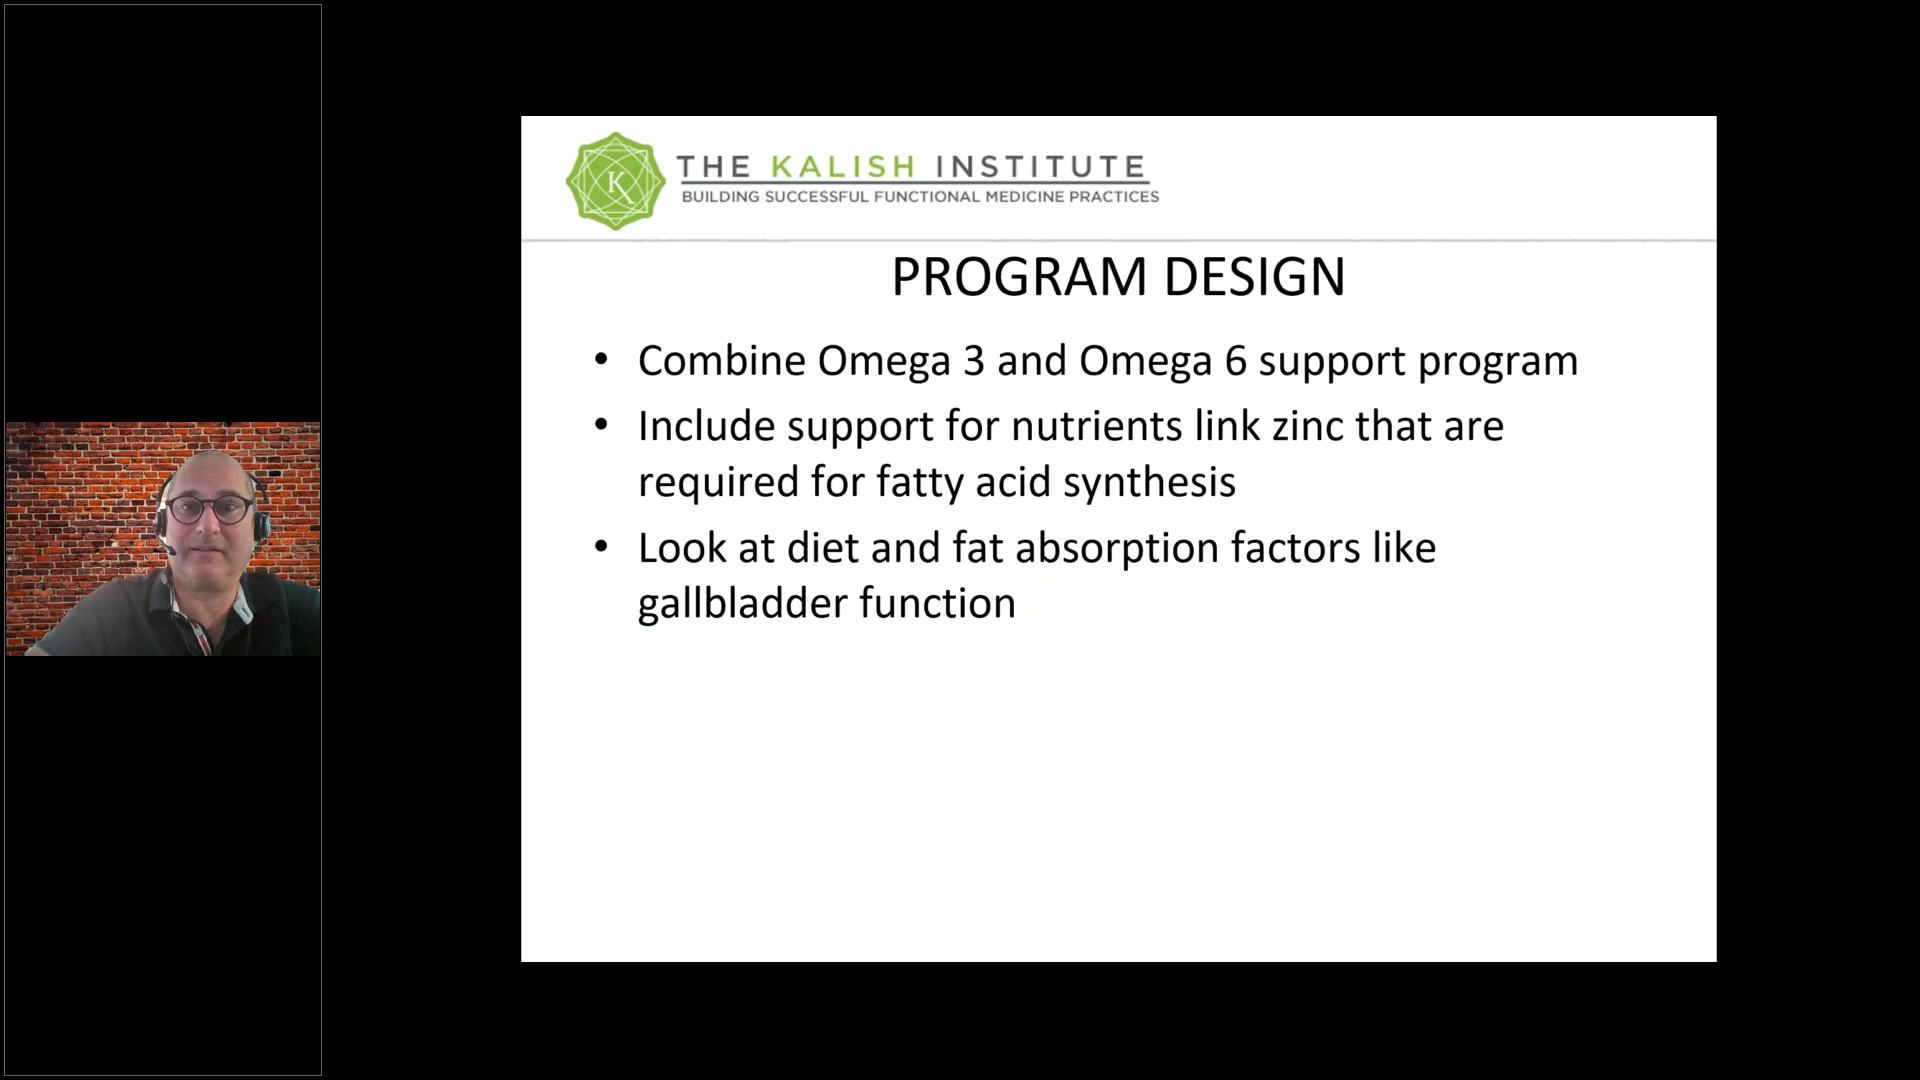 K
THE KALISH INSTITUTE
BUILDING SUCCESSFUL FUNCTIONAL MEDICINE PRACTICES
PROGRAM DESIGN
• Combine Omega 3 and Omega 6 support program
• Include support for nutrients link zinc that are
required for fatty acid synthesis
• Look at diet and fat absorption factors like
gallbladder function